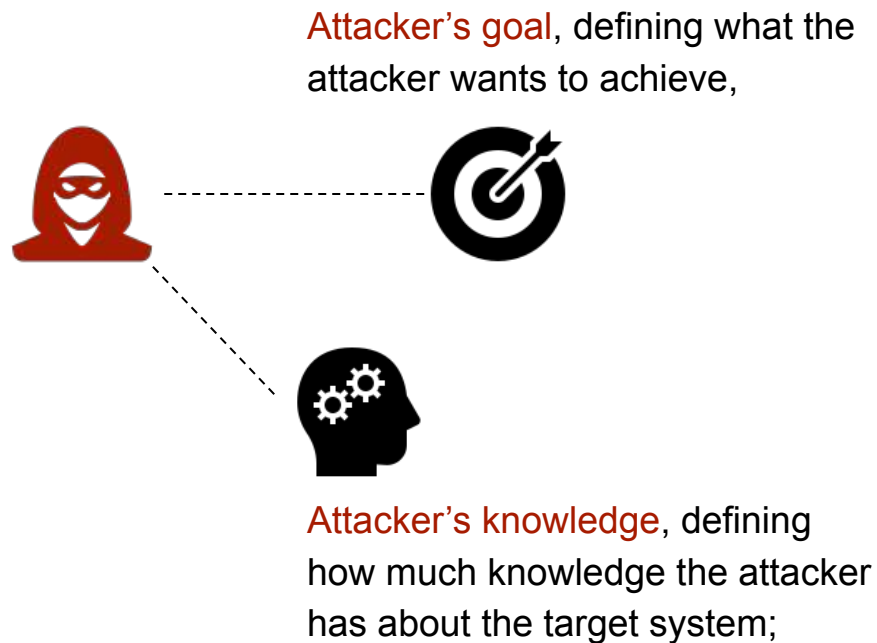 Attacker’s goal, defining what the
attacker wants to achieve,
Attacker’s knowledge, defining
how much knowledge the attacker
has about the target system;